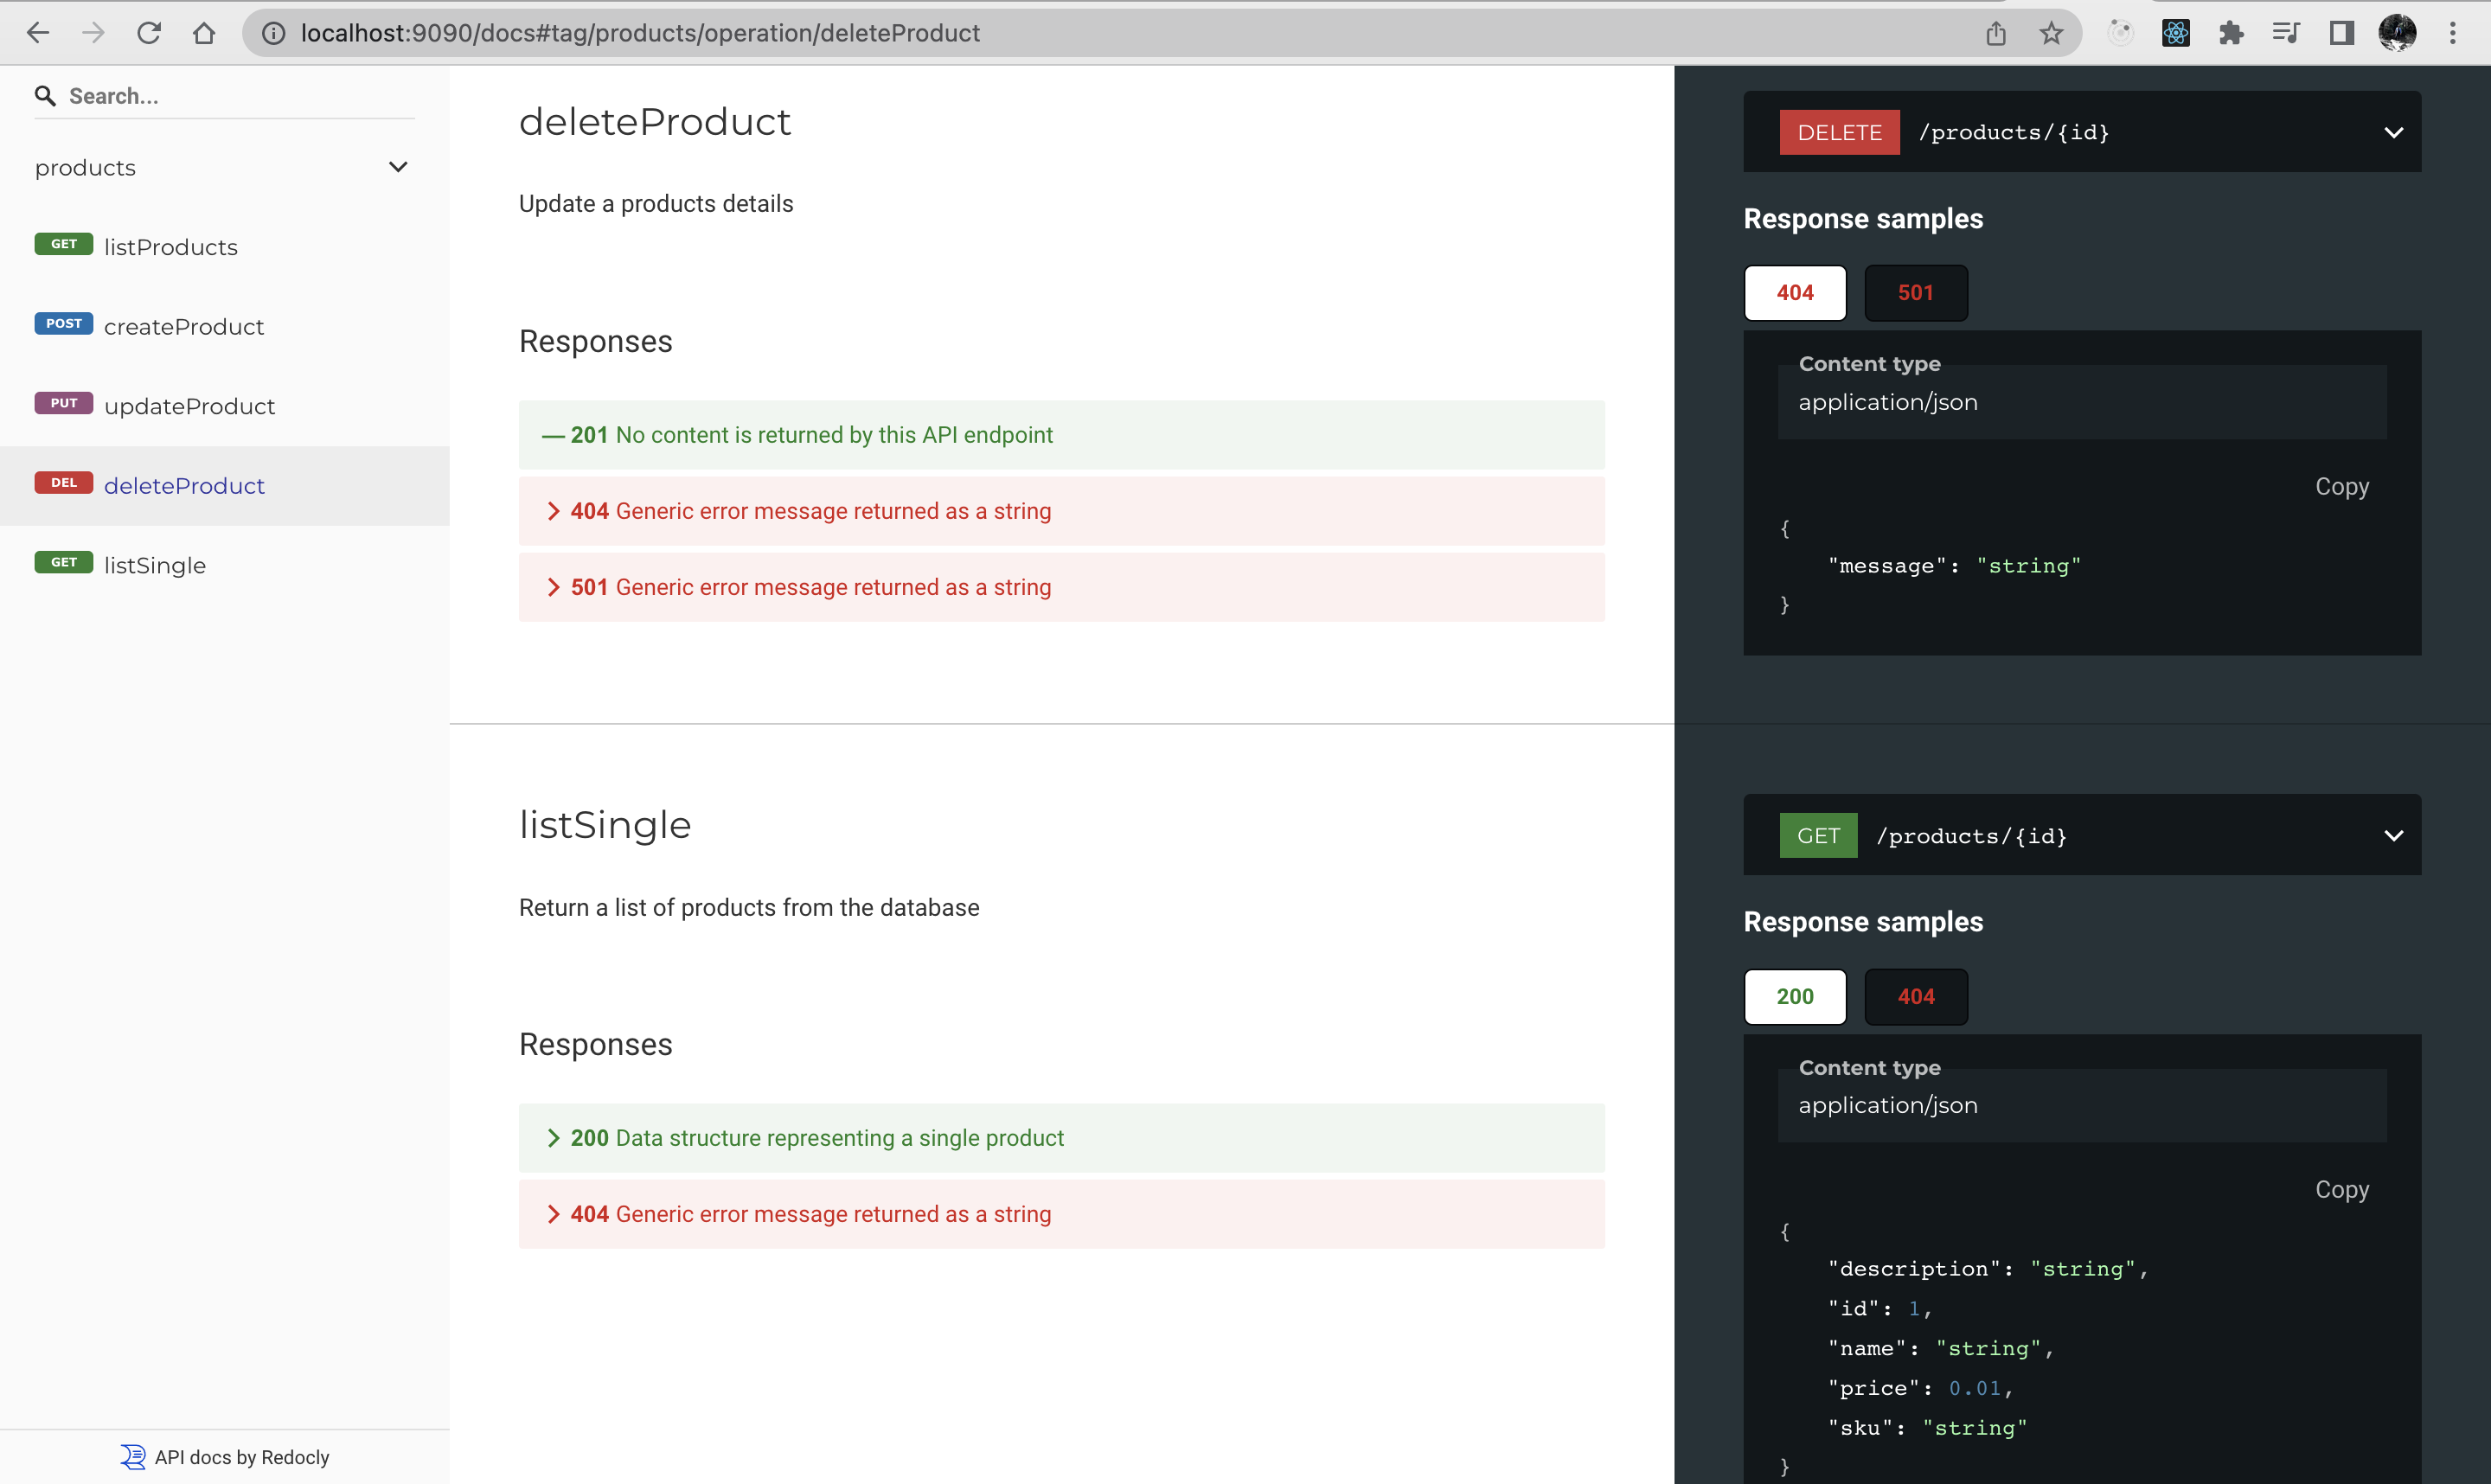 localhost:9090/docs#tag/products/operation/deleteProduct
Search...
products
GET listProducts
POST createProduct
PUT updateProduct
DEL deleteProduct
GET listSingle
API docs by Redocly
deleteProduct
Update a products details
Responses
— 201 No content is returned by this API endpoint
404 Generic error message returned as a string
501 Generic error message returned as a string
DELETE /products/{id}
Response samples
404 501
Content type
application/json
Copy
{
"message": "string"
}
listSingle
Return a list of products from the database
Responses
200 Data structure representing a single product
404 Generic error message returned as a string
GET /products/{id}
Response samples
200 404
Content type
application/json
Copy
{
"description": "string",
"id": 1,
"name": "string",
"price": 0.01,
"sku": "string"
}